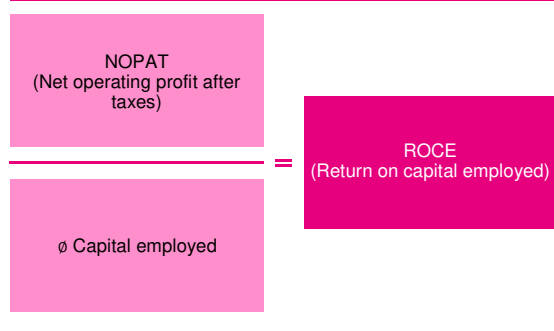 NOPAT
(Net operating profit after
taxes)
=
ROCE
(Return on capital employed)
ø Capital employed